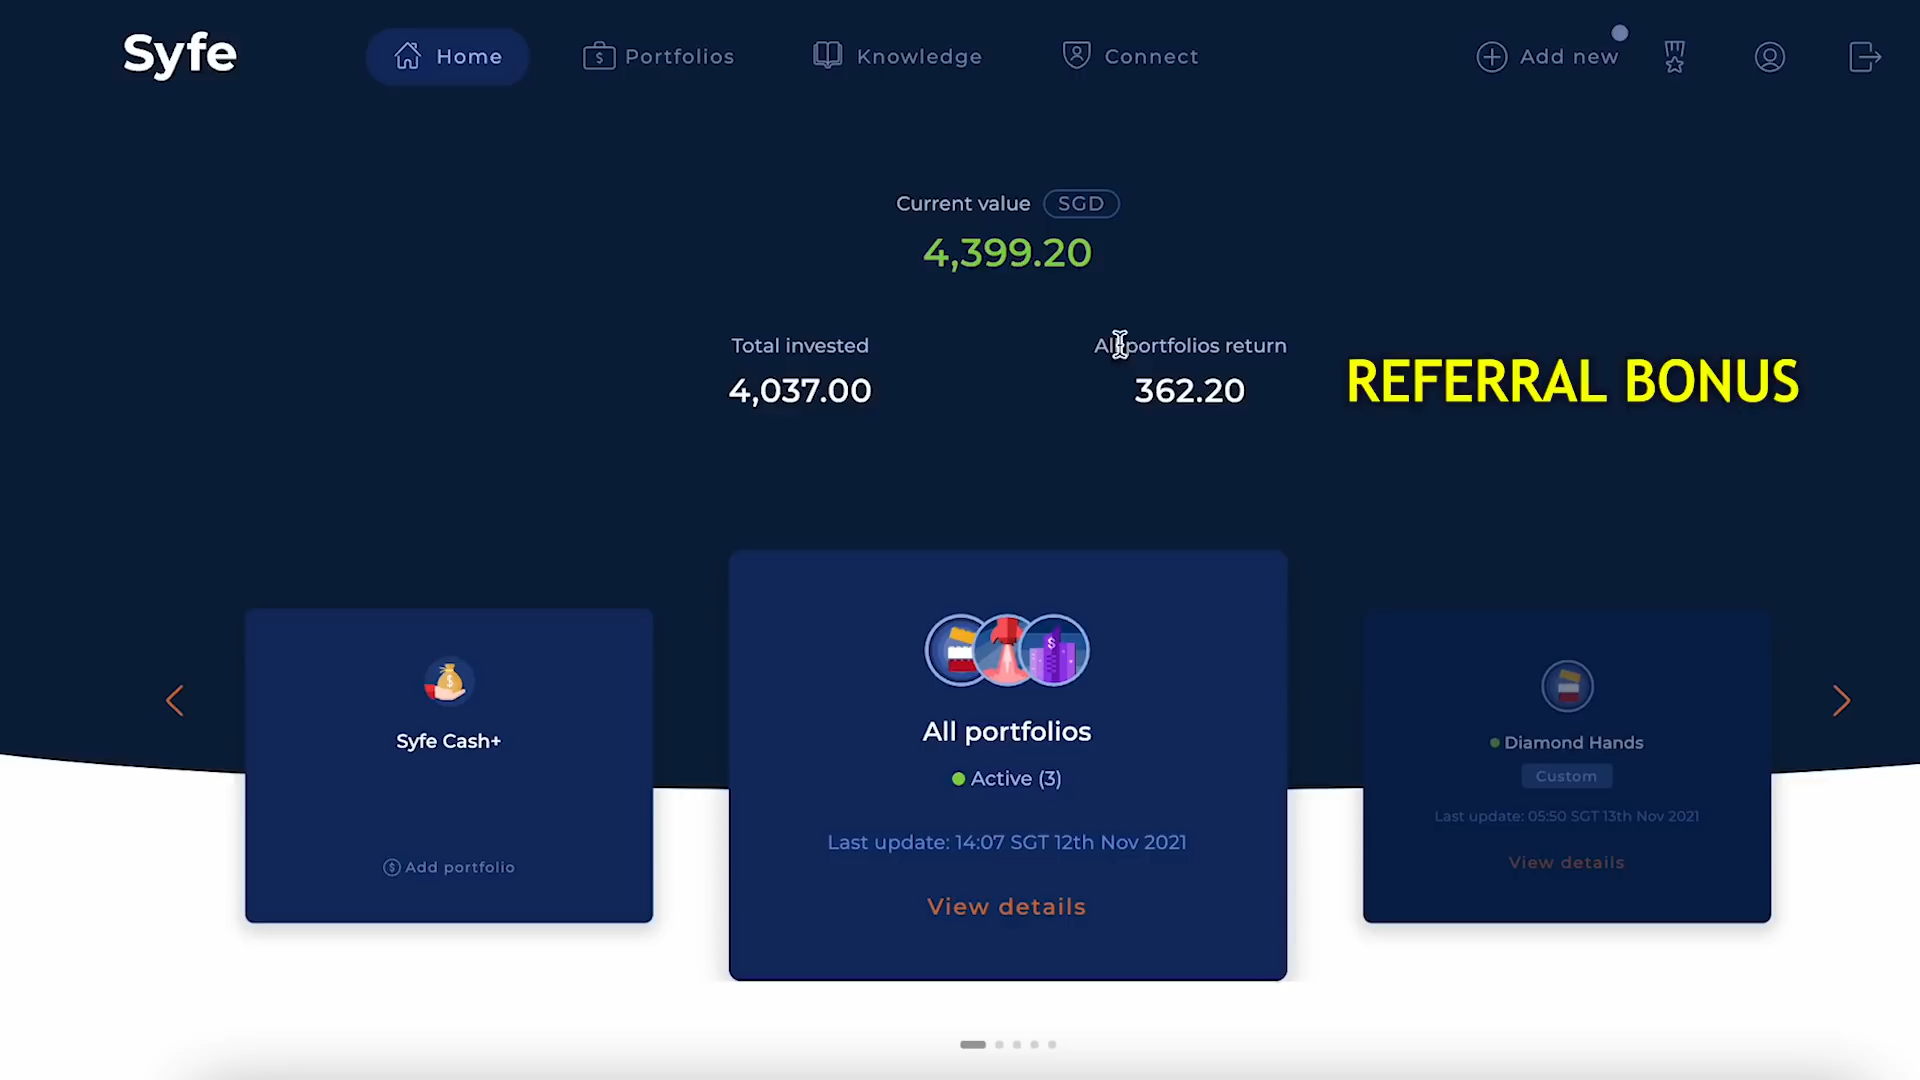 Syfe
Home
Portfolios
Knowledge
Connect
Add new
Current value SGD
4,399.20
Total invested
4,037.00
All portfolios return
362.20
REFERRAL BONUS
Syfe Cash+
Add portfolio
All portfolios
Active (3)
Last update: 14:07 SGT 12th Nov 2021
View details
Diamond Hands
Custom
Last update: 05:50 SGT 13th Nov 2021
View details